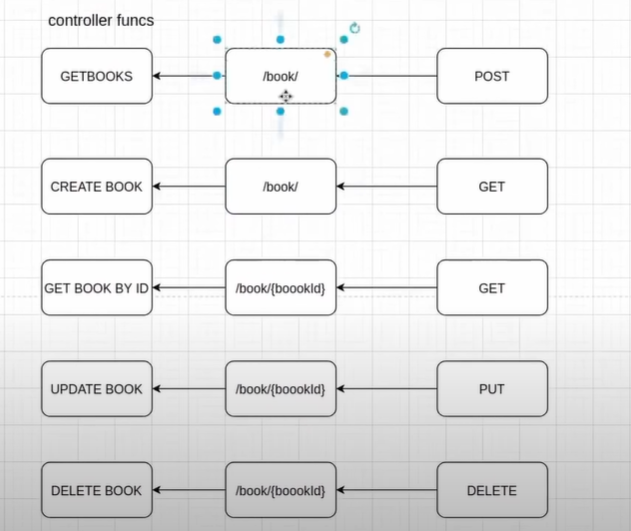 controller funcs
GETBOOKS
/book/
POST
CREATE BOOK
/book/
GET
GET BOOK BY ID
/book/{boookId}
GET
UPDATE BOOK
/book/{boookId}
PUT
DELETE BOOK
/book/{boookId}
DELETE